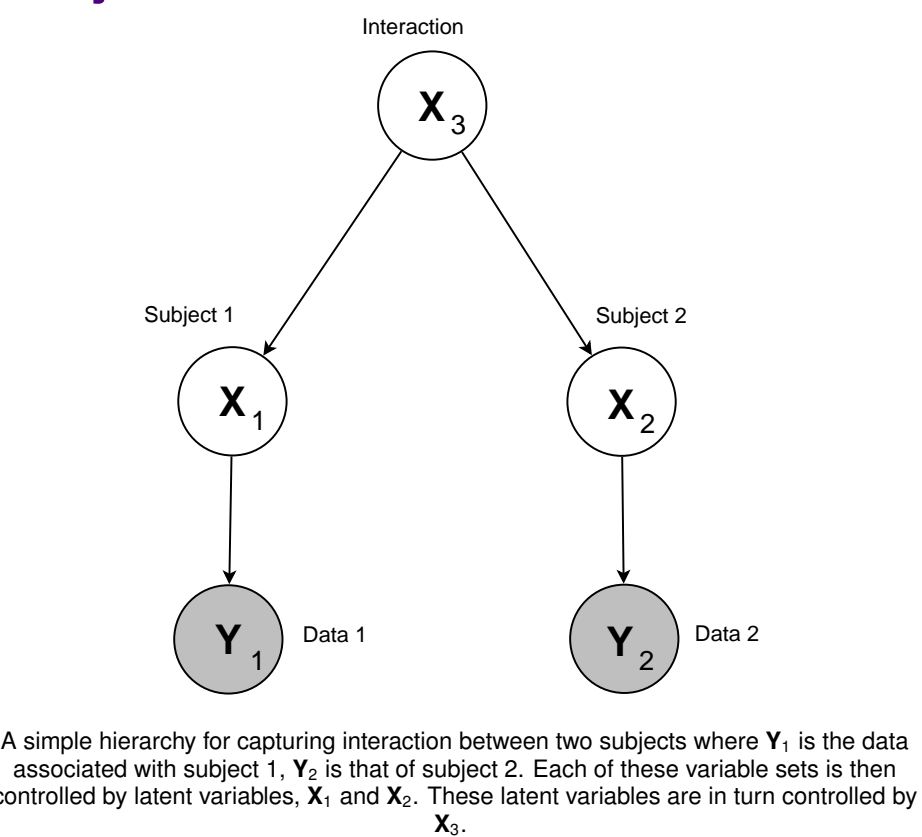 Interaction
X3
Subject 1
Subject 2
X1
X2
Y1
Data 1
Y2
Data 2
A simple hierarchy for capturing interaction between two subjects where Y1 is the data
associated with subject 1, Y2 is that of subject 2. Each of these variable sets is then
controlled by latent variables, X1 and X2. These latent variables are in turn controlled by
X3.